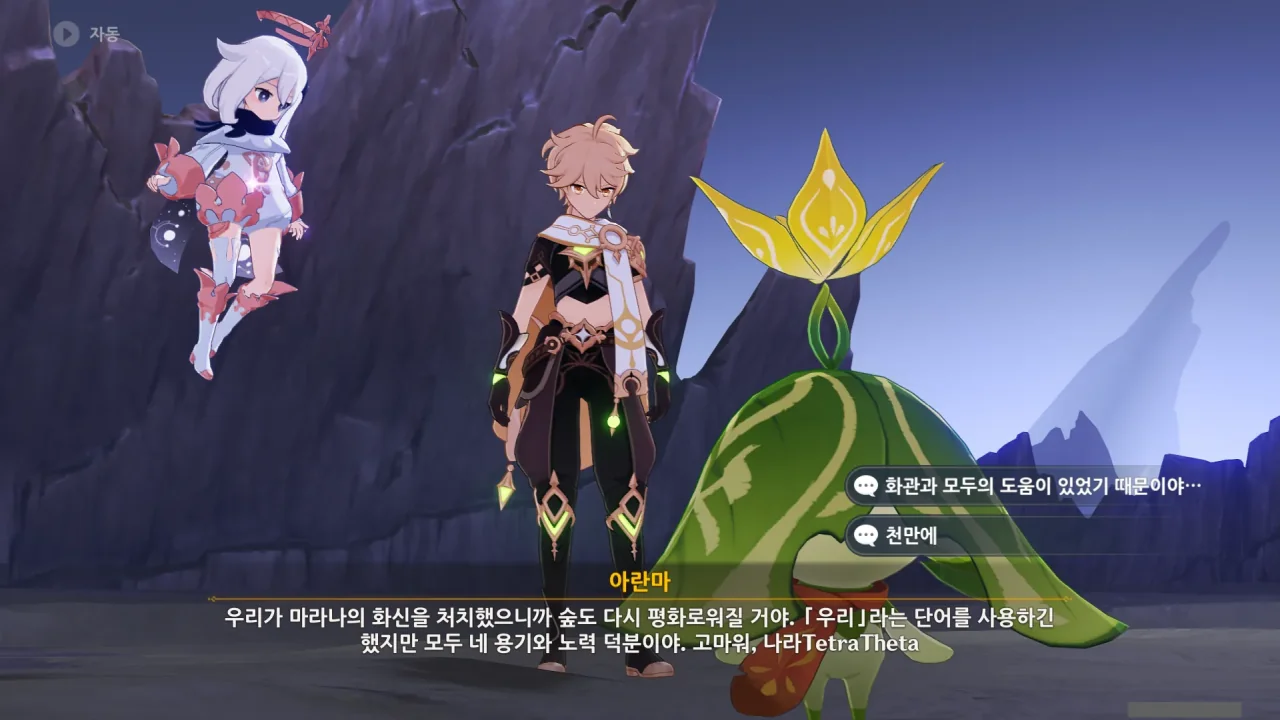 자동
화관과 모두의 도움이 있었기 때문이야…
천만에
아란마
우리가 마라나의 화신을 처치했으니까 숲도 다시 평화로워질 거야. 「우리」라는 단어를 사용하긴
했지만 모두 네 용기와 노력 덕분이야. 고마워, 나라TetraTheta